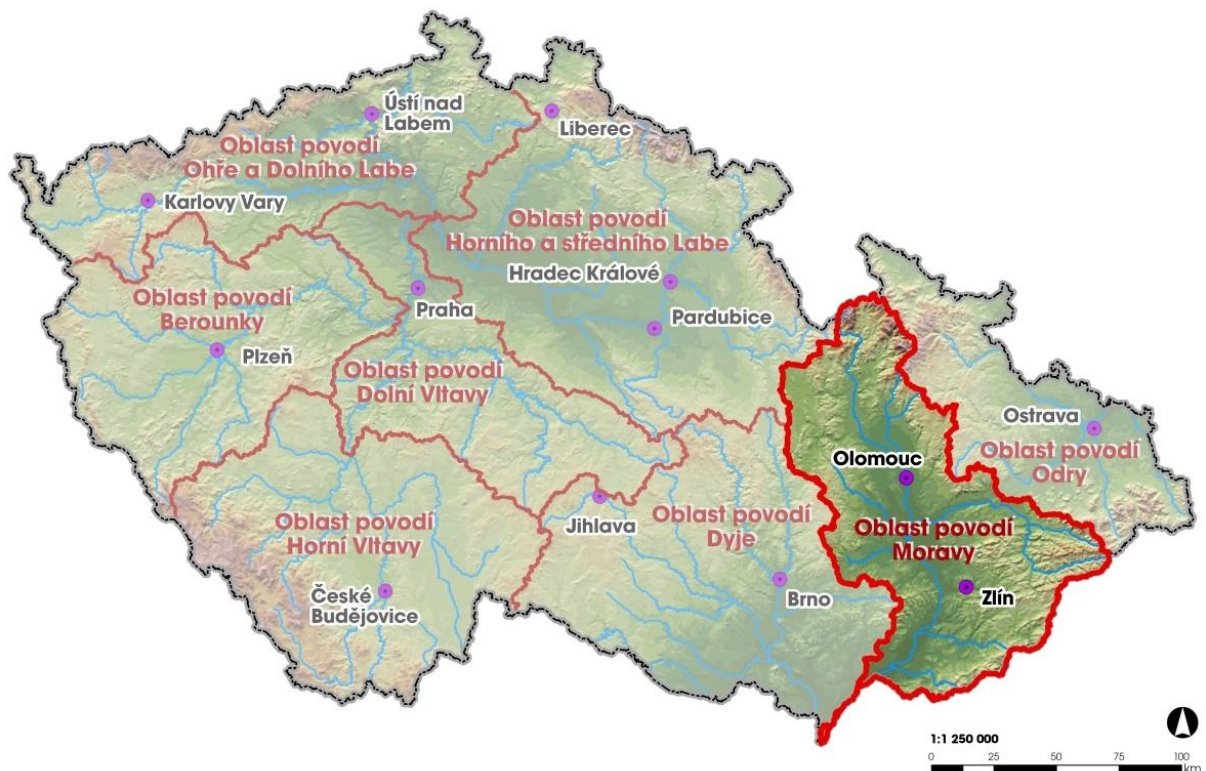 Ústí nad
Labem
Liberec
Oblast povodí
Ohře a Dolního Labe
Karlovy Vary
Oblast povodí
Horního a středního Labe
Hradec Králové
Oblast povodí
Berounky
Praha
Pardubice
Plzeň
Oblast povodí
Dolní Vltavy
Ostrava
Oblast povodí
Odry
Olomouc
Jihlava
Oblast povodí
Dyje
Oblast povodí
Horní Vltavy
Oblast povodí
Moravy
České
Budějovice
Brno
Zlín
1:1 250 000
0 25 50 75 100
km